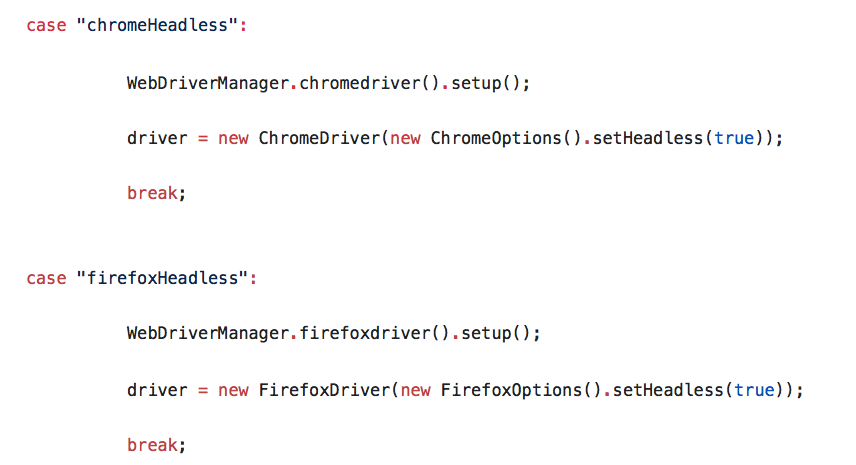 case "chromeHeadless":
WebDriverManager.chromedriver().setup();
driver = new ChromeDriver(new ChromeOptions().setHeadless(true));
break;
case "firefoxHeadless":
WebDriverManager.firefoxdriver().setup();
driver = new FirefoxDriver(new FirefoxOptions().setHeadless(true));
break;